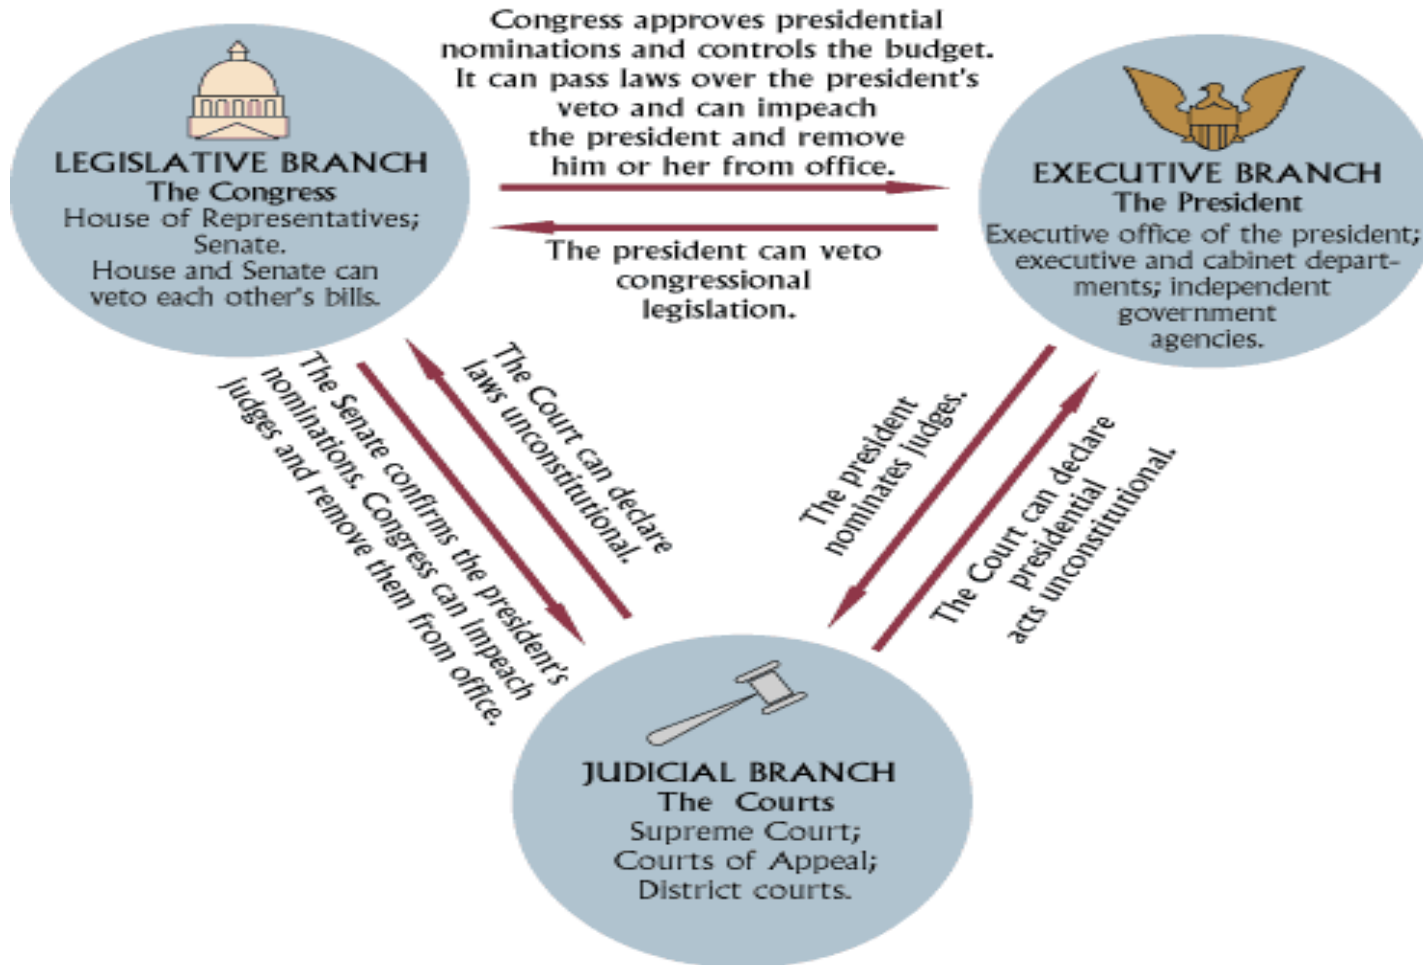 Congress approves presidential
nominations and controls the budget.
It can pass laws over the president's
veto and can impeach
the president and remove
him or her from office.
LEGISLATIVE BRANCH
The Congress
House of Representatives;
Senate.
House and Senate can
veto each other's bills.
EXECUTIVE BRANCH
The President
Executive office of the president;
executive and cabinet depart-
ments; independent
government
agencies.
The president can veto
congressional
legislation.
The Senate confirms the president's
nominations. Congress can impeach
judges and remove them from office.
The Court can declare
laws unconstitutional.
The president
nominates judges.
The Court can declare
presidential
acts unconstitutional.
JUDICIAL BRANCH
The Courts
Supreme Court;
Courts of Appeal;
District courts.